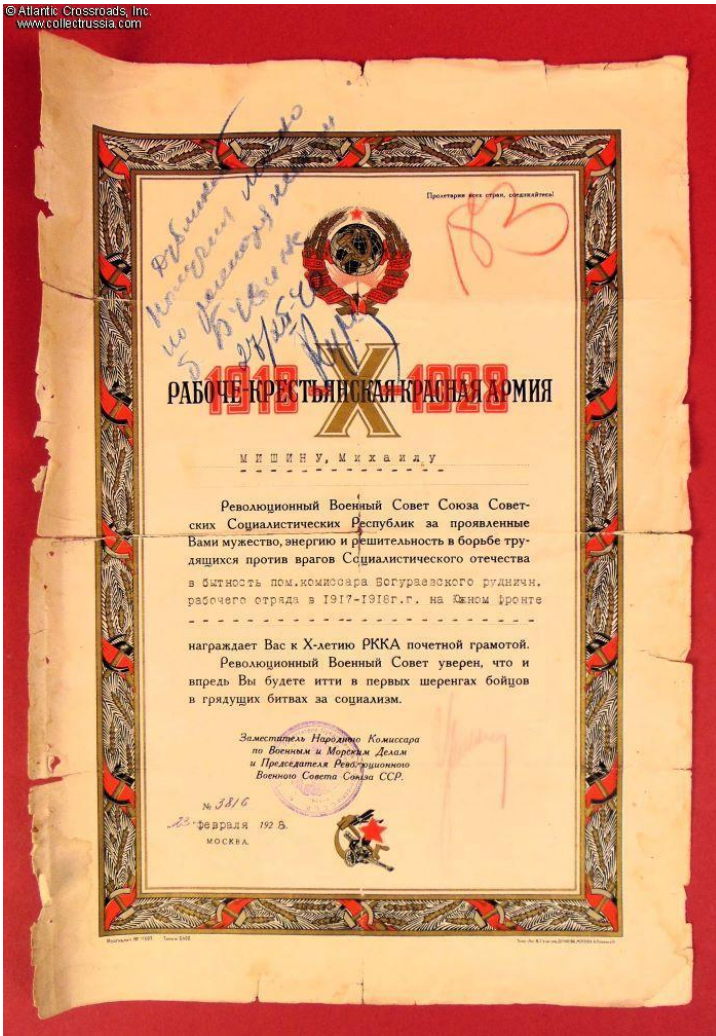 © Atlantic Crossroads, Inc.
www.collectrussia.com
Пролетарии всех стран, соединяйтесь!
183
1918 X 1928
РАБОЧЕ-КРЕСТЬЯНСКАЯ КРАСНАЯ АРМИЯ
МИШИНУ, Михаилу
Революционный Военный Совет Союза Совет-
ских Социалистических Республик за проявленные
Вами мужество, энергию и решительность в борьбе тру-
дящихся против врагов Социалистического отечества
в бытность пом.комиссара Богураевского рудничн.
рабочего отряда в 1917-1918г.г. на Южном фронте
награждает Вас к X-летию РККА почетной грамотой.
Революционный Военный Совет уверен, что и
впредь Вы будете итти в первых шеренгах бойцов
в грядущих битвах за социализм.
Заместитель Народного Комиссара
по Военным и Морским Делам
и Председателя Революционного
Военного Совета Союза ССР.
№ 3816
23 февраля 1928.
МОСКВА.